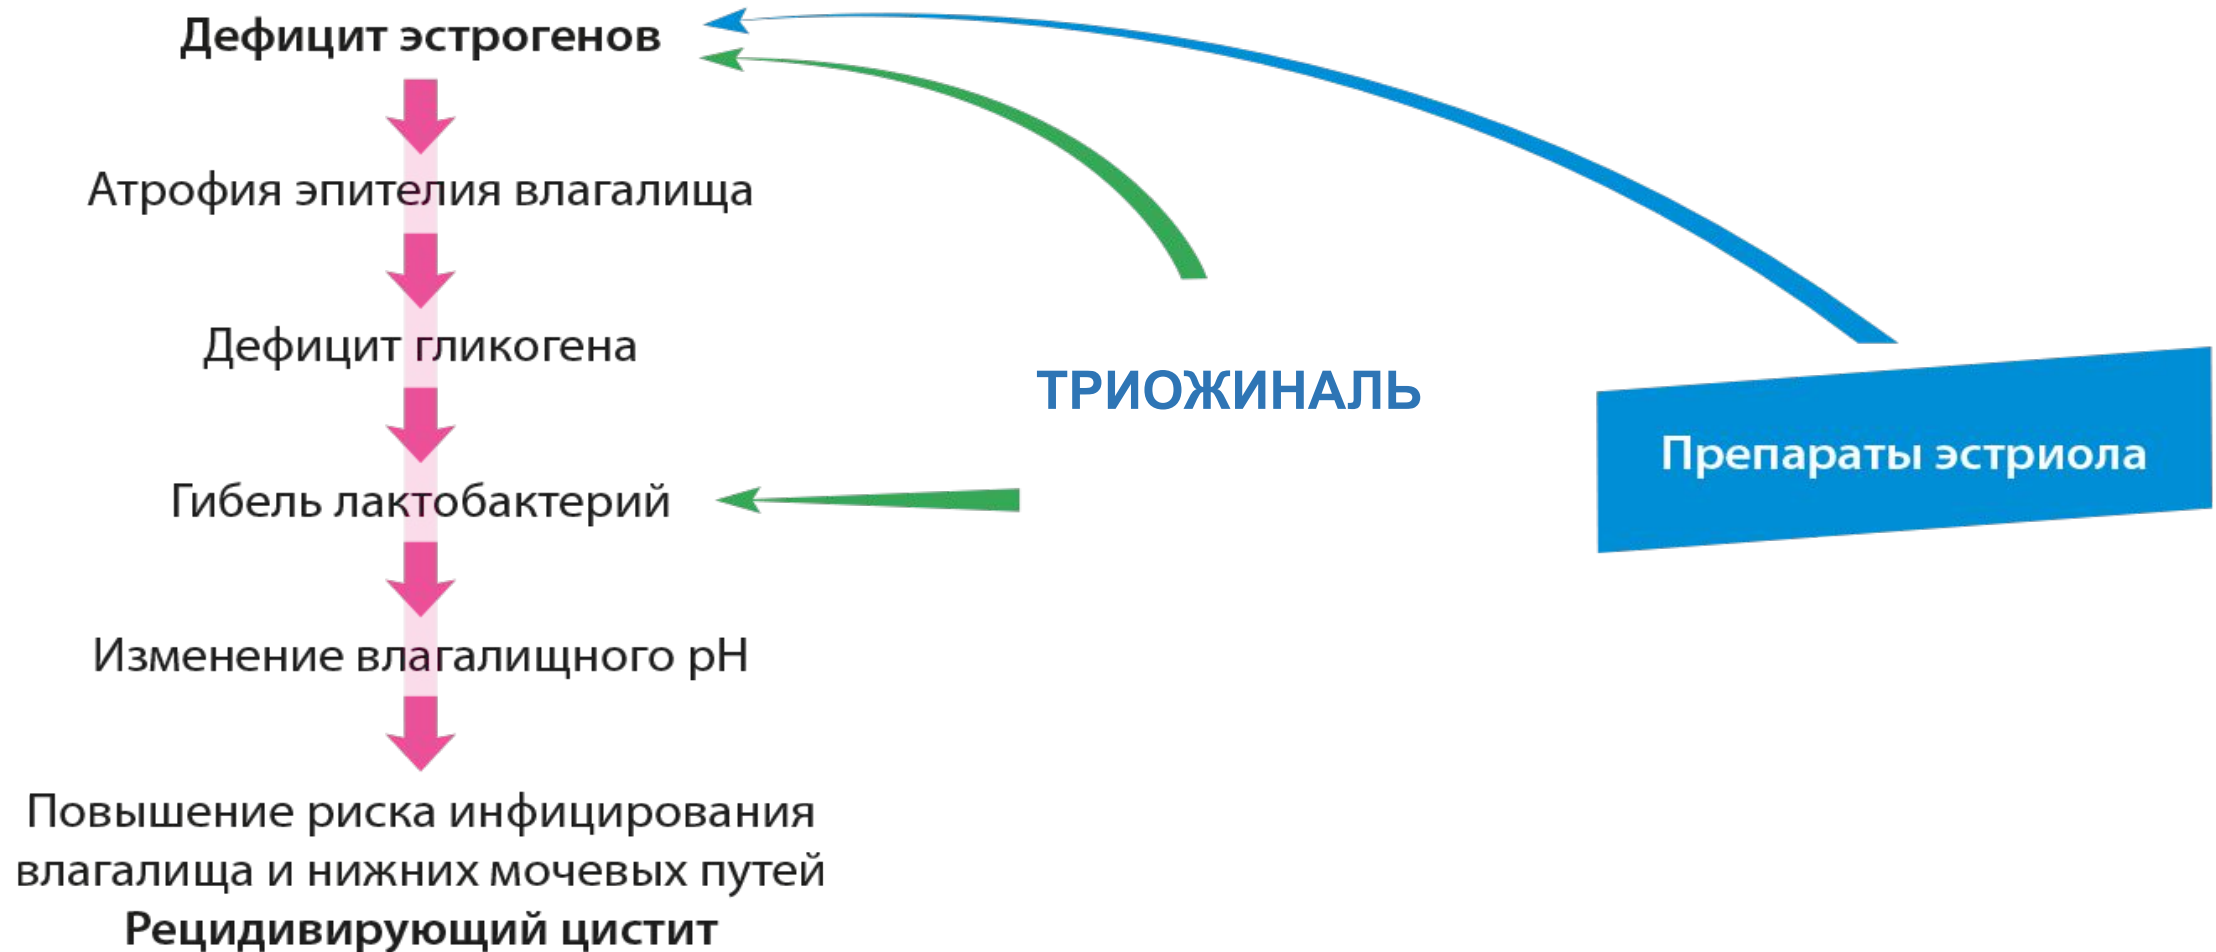 Дефицит эстрогенов
Атрофия эпителия влагалища
Дефицит гликогена
Гибель лактобактерий
Изменение влагалищного pH
Повышение риска инфицирования
влагалища и нижних мочевых путей
Рецидивирующий цистит
ТРИОЖИНАЛЬ
Препараты эстриола